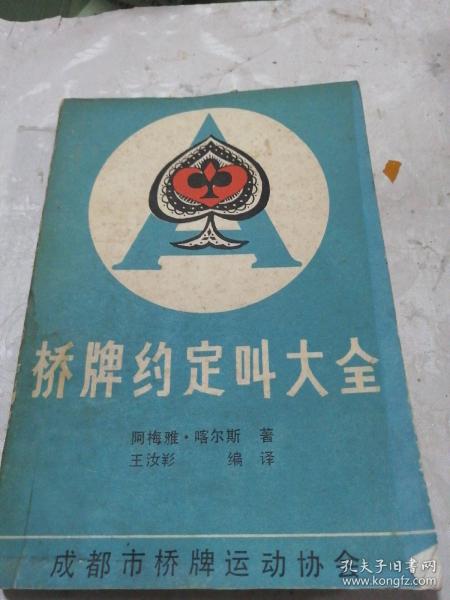 A
桥牌约定叫大全
阿梅雅·喀尔斯 著
王汝彩 编译
成都市桥牌运动协会
孔夫子旧书网
www.kongfz.com